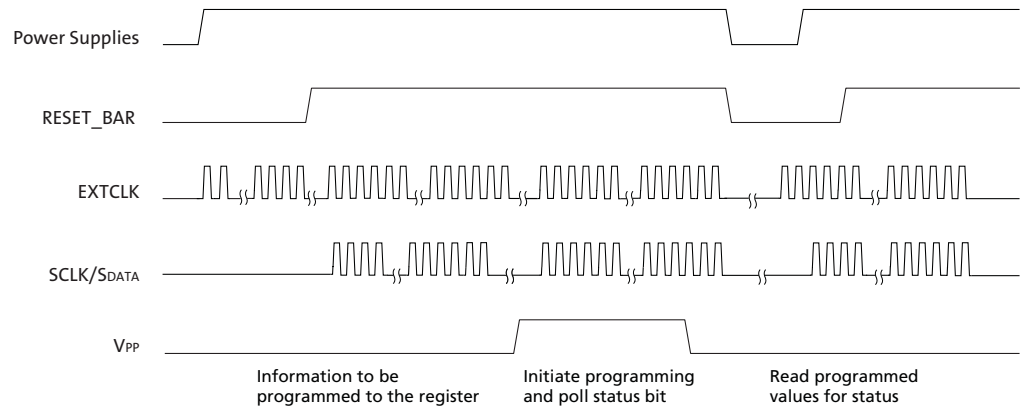 Power Supplies
RESET_BAR
EXTCLK
SCLK/SDATA
VPP
Information to be
programmed to the register
Initiate programming
and poll status bit
Read programmed
values for status